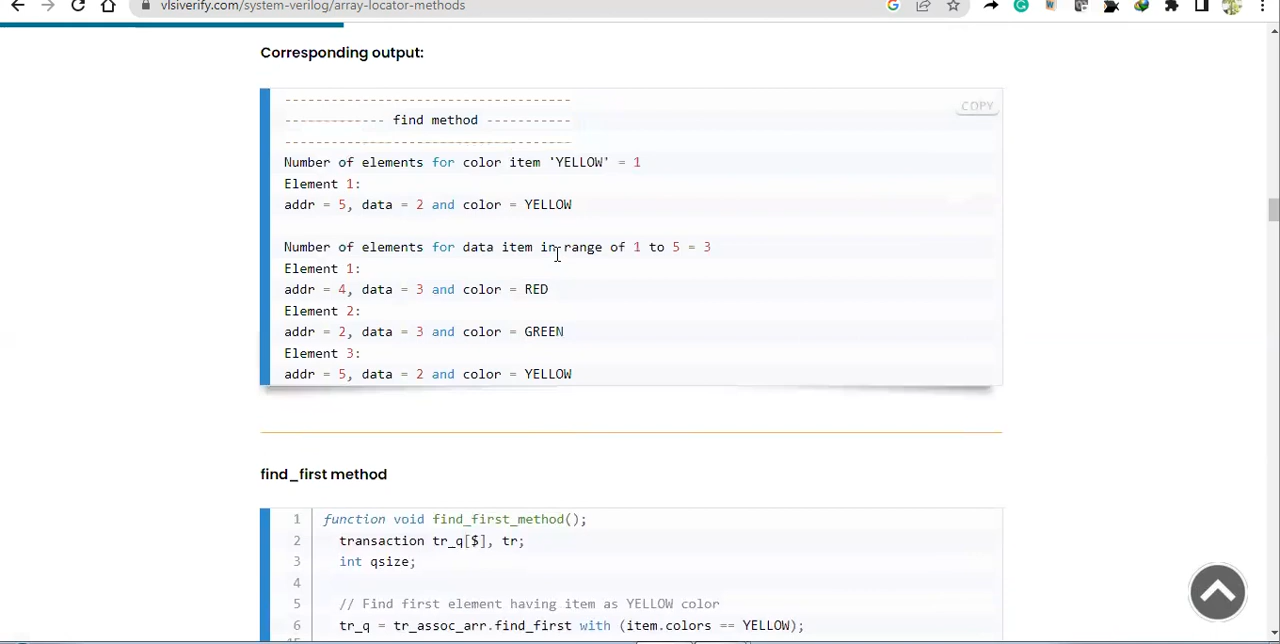 vlsiverify.com/system-verilog/array-locator-methods
Corresponding output:
COPY
-------------------------------------
------------- find method -----------
-------------------------------------
Number of elements for color item 'YELLOW' = 1
Element 1:
addr = 5, data = 2 and color = YELLOW
Number of elements for data item in range of 1 to 5 = 3
Element 1:
addr = 4, data = 3 and color = RED
Element 2:
addr = 2, data = 3 and color = GREEN
Element 3:
addr = 5, data = 2 and color = YELLOW
find_first method
1 function void find_first_method();
2 transaction tr_q[$], tr;
3 int qsize;
4
5 // Find first element having item as YELLOW color
6 tr_q = tr_assoc_arr.find_first with (item.colors == YELLOW);